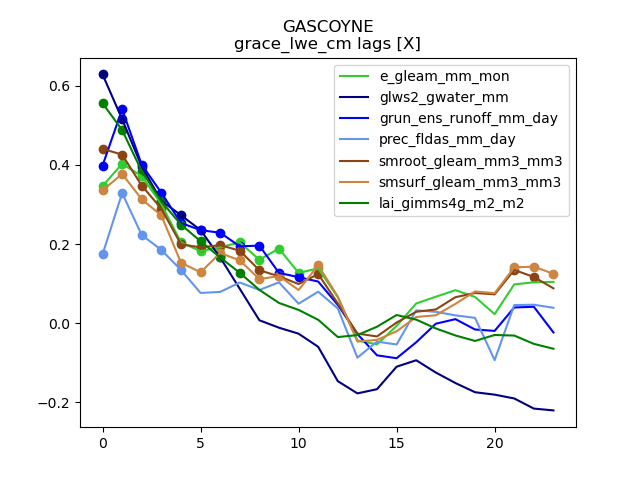 GASCOYNE
grace_lwe_cm lags [X]
e_gleam_mm_mon
glws2_gwater_mm
grun_ens_runoff_mm_day
prec_fldas_mm_day
smroot_gleam_mm3_mm3
smsurf_gleam_mm3_mm3
lai_gimms4g_m2_m2
0.6
0.4
0.2
0.0
−0.2
0 5 10 15 20